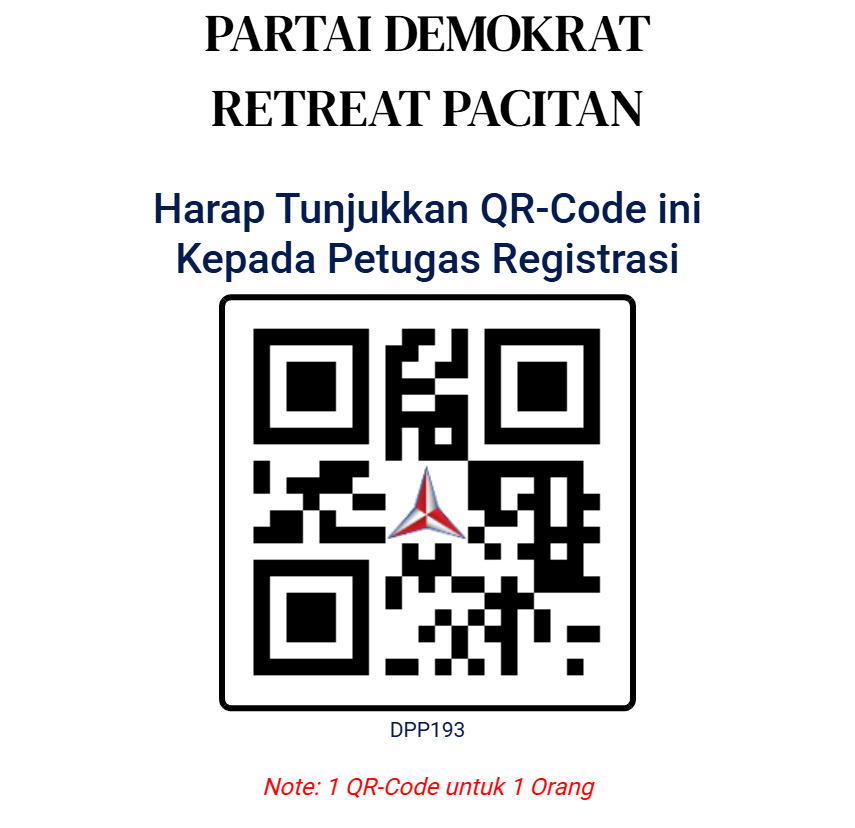 PARTAI DEMOKRAT
RETREAT PACITAN
Harap Tunjukkan QR-Code ini
Kepada Petugas Registrasi
DPP193
Note: 1 QR-Code untuk 1 Orang